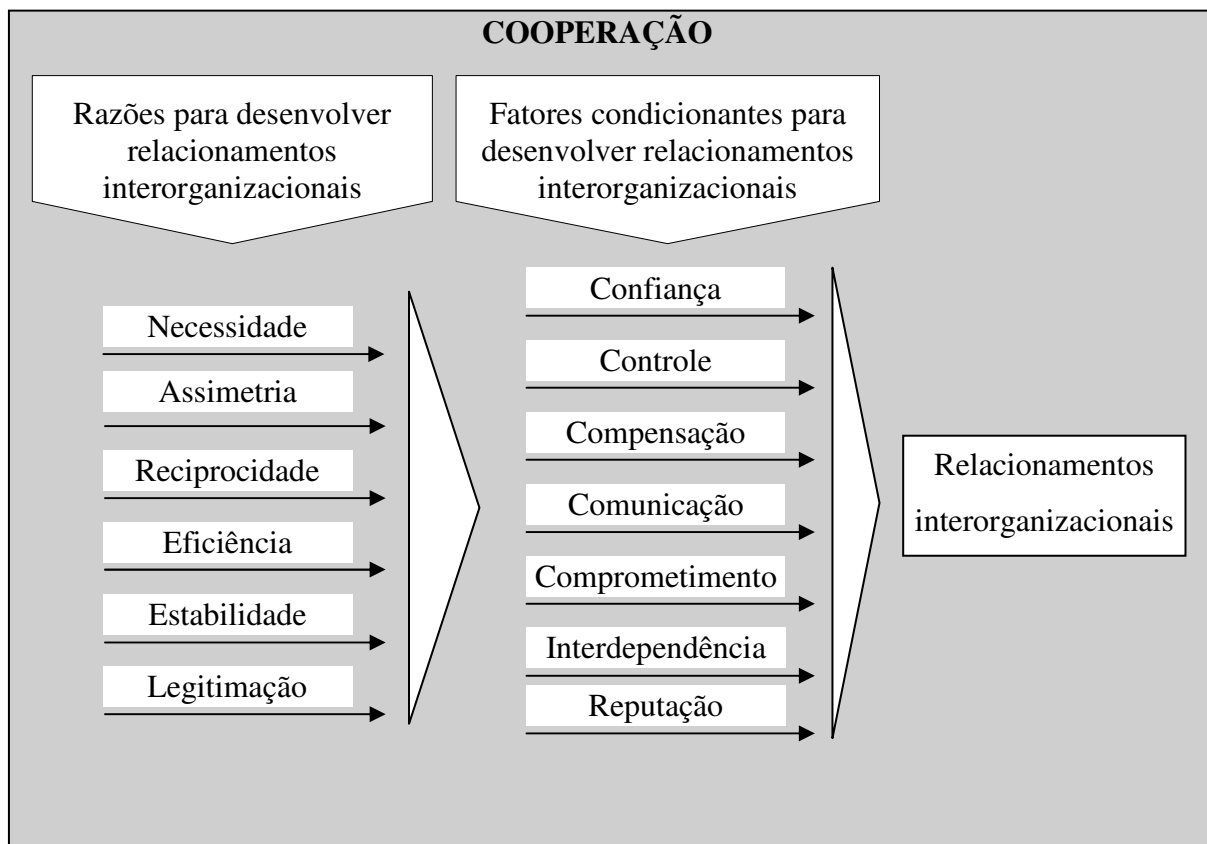 COOPERAÇÃO
Razões para desenvolver
relacionamentos
interorganizacionais
Fatores condicionantes para
desenvolver relacionamentos
interorganizacionais
Necessidade
Assimetria
Reciprocidade
Eficiência
Estabilidade
Legitimação
Confiança
Controle
Compensação
Comunicação
Comprometimento
Interdependência
Reputação
Relacionamentos
interorganizacionais